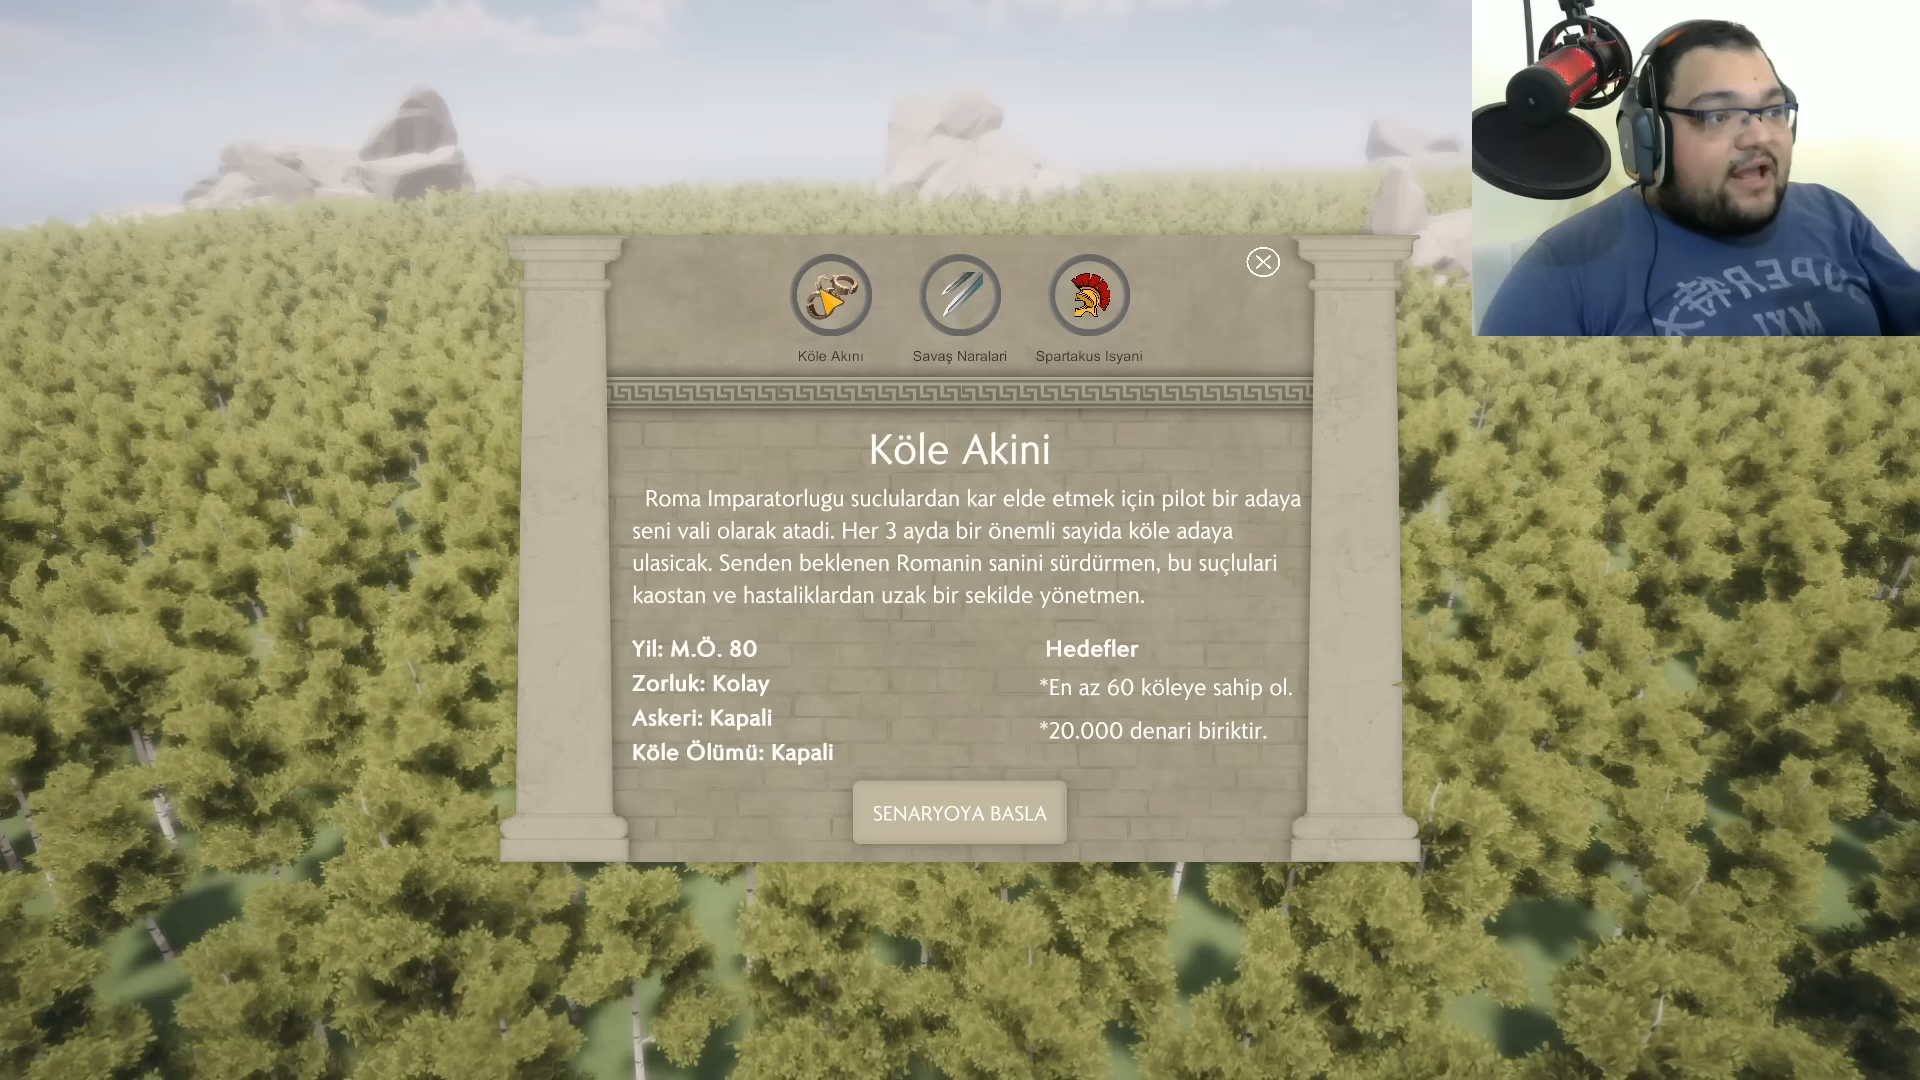 Köle Akını
Savaş Naralari
Spartakus Isyani
Köle Akini
Roma Imparatorlugu suclulardan kar elde etmek için pilot bir adaya
seni vali olarak atadi. Her 3 ayda bir önemli sayida köle adaya
ulasicak. Senden beklenen Romanin sanini sürdürmen, bu suçlulari
kaostan ve hastaliklardan uzak bir sekilde yönetmen.
Yil: M.Ö. 80
Zorluk: Kolay
Askeri: Kapali
Köle Ölümü: Kapali
Hedefler
*En az 60 köleye sahip ol.
*20.000 denari biriktir.
SENARYOYA BASLA